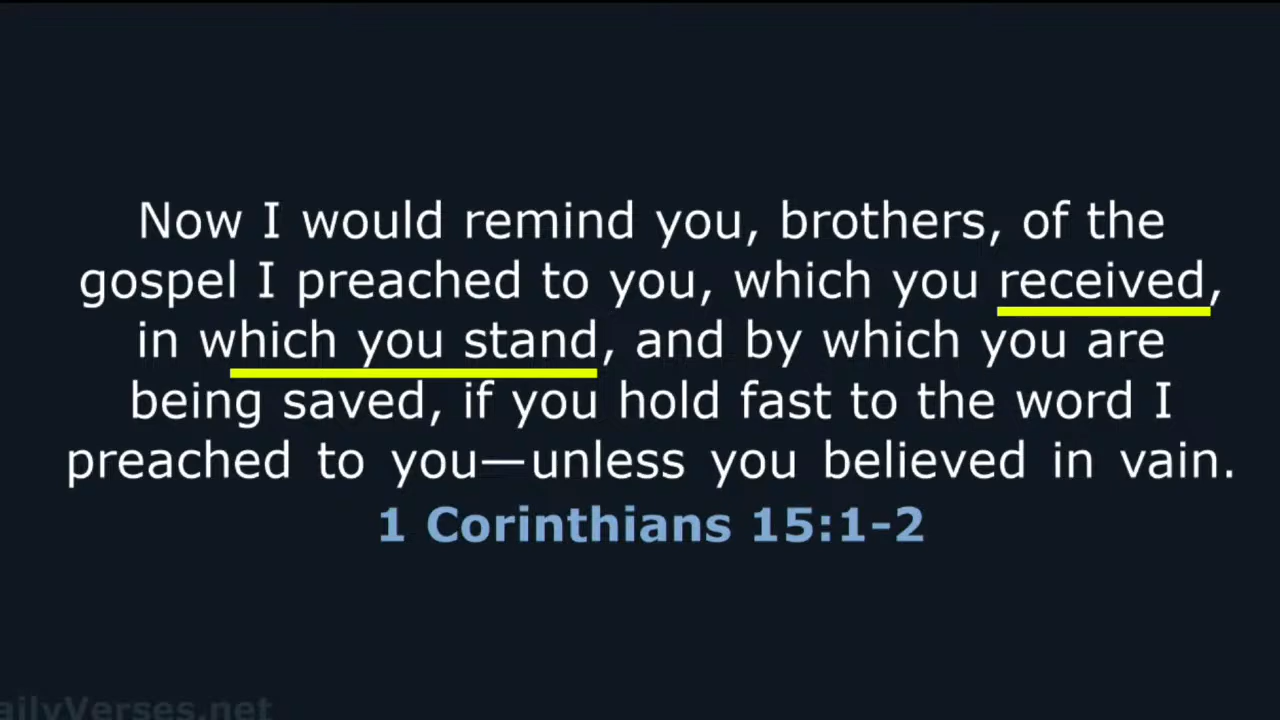 Now I would remind you, brothers, of the
gospel I preached to you, which you received,
in which you stand, and by which you are
being saved, if you hold fast to the word I
preached to you—unless you believed in vain.
1 Corinthians 15:1-2
ailyVerses.net